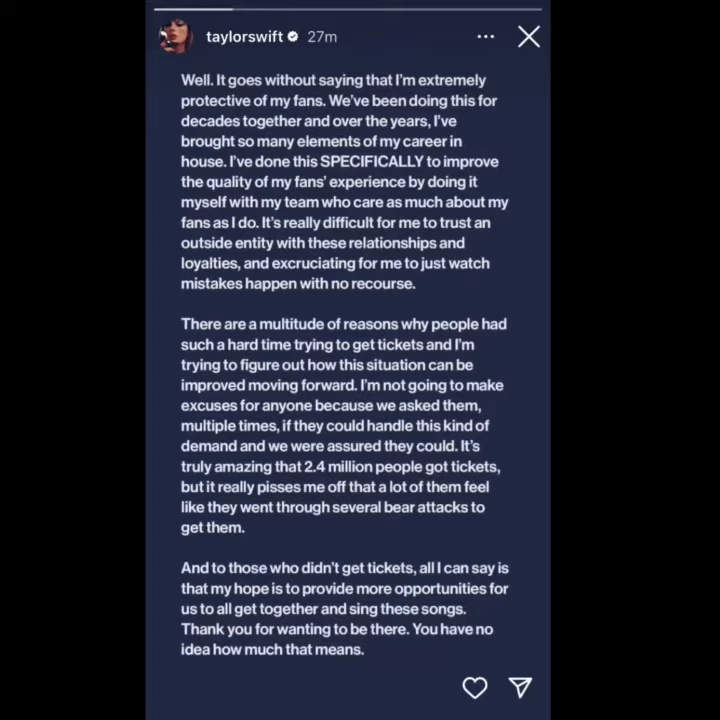 taylorswift 27m
Well. It goes without saying that I'm extremely
protective of my fans. We've been doing this for
decades together and over the years, I've
brought so many elements of my career in
house. I've done this SPECIFICALLY to improve
the quality of my fans' experience by doing it
myself with my team who care as much about my
fans as I do. It's really difficult for me to trust an
outside entity with these relationships and
loyalties, and excruciating for me to just watch
mistakes happen with no recourse.
There are a multitude of reasons why people had
such a hard time trying to get tickets and I'm
trying to figure out how this situation can be
improved moving forward. I'm not going to make
excuses for anyone because we asked them,
multiple times, if they could handle this kind of
demand and we were assured they could. It's
truly amazing that 2.4 million people got tickets,
but it really pisses me off that a lot of them feel
like they went through several bear attacks to
get them.
And to those who didn't get tickets, all I can say is
that my hope is to provide more opportunities for
us to all get together and sing these songs.
Thank you for wanting to be there. You have no
idea how much that means.